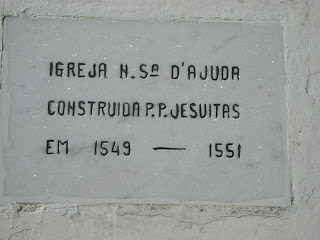 IGREJA N.Sª D'AJUDA
CONSTRUIDA P.P. JESUITAS
EM 1549 — 1551